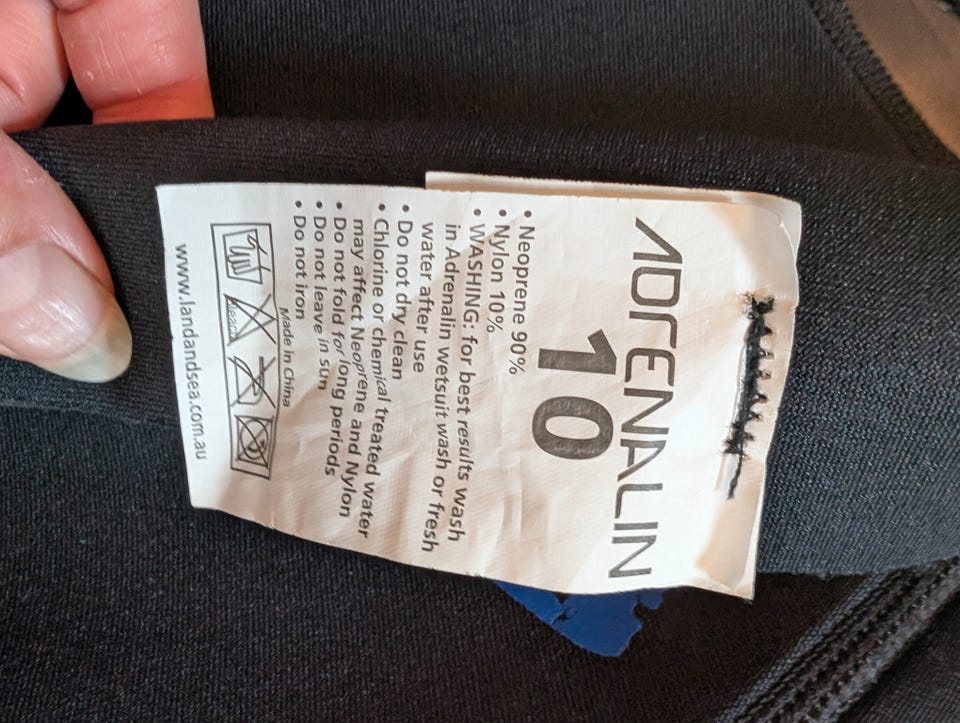 ADRENALIN
10
• Neoprene 90%
• Nylon 10%
• WASHING: for best results wash
in Adrenalin wetsuit wash or fresh
water after use
• Do not dry clean
• Chlorine or chemical treated water
may affect Neoprene and Nylon
• Do not fold for long periods
• Do not leave in sun
• Do not iron
Made in China
Bleach
www.landandsea.com.au